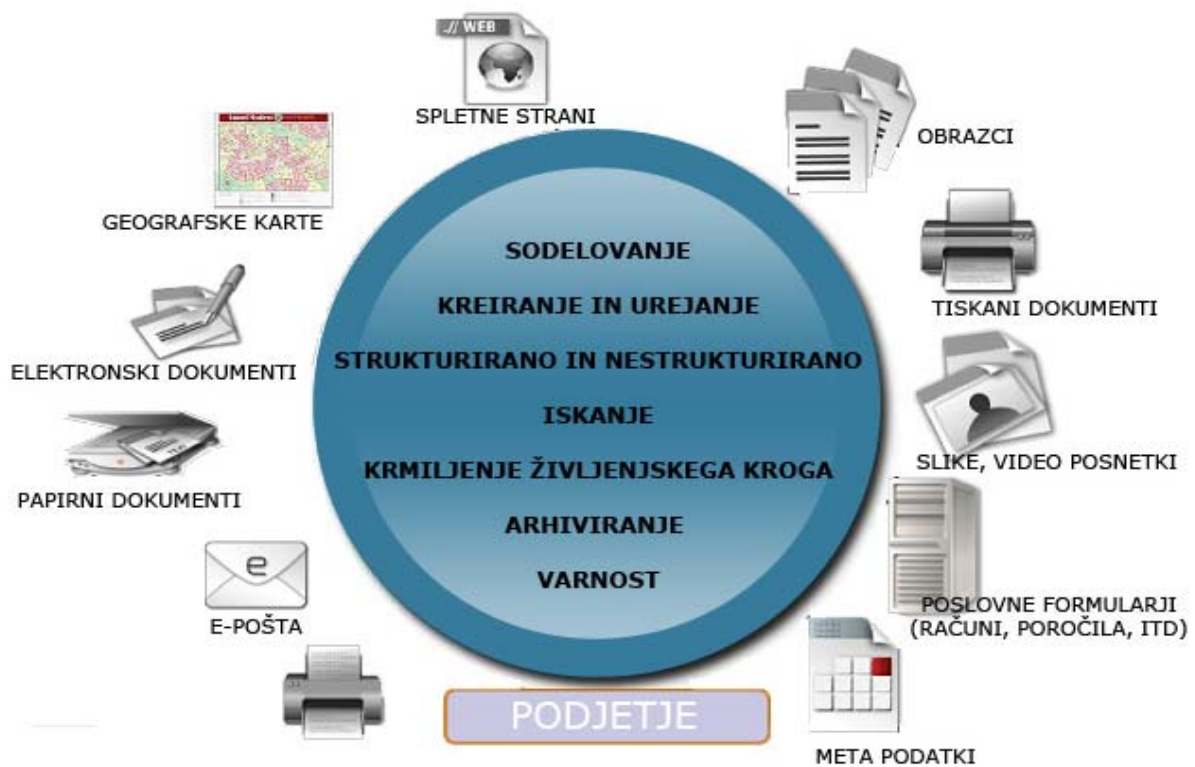 .// WEB
SPLETNE STRANI
OBRAZCI
GEOGRAFSKE KARTE
TISKANI DOKUMENTI
ELEKTRONSKI DOKUMENTI
SLIKE, VIDEO POSNETKI
PAPIRNI DOKUMENTI
POSLOVNE FORMULARJI
(RAČUNI, POROČILA, ITD)
e
E-POŠTA
META PODATKI
SODELOVANJE
KREIRANJE IN UREJANJE
STRUKTURIRANO IN NESTRUKTURIRANO
ISKANJE
KRMILJENJE ŽIVLJENJSKEGA KROGA
ARHIVIRANJE
VARNOST
PODJETJE